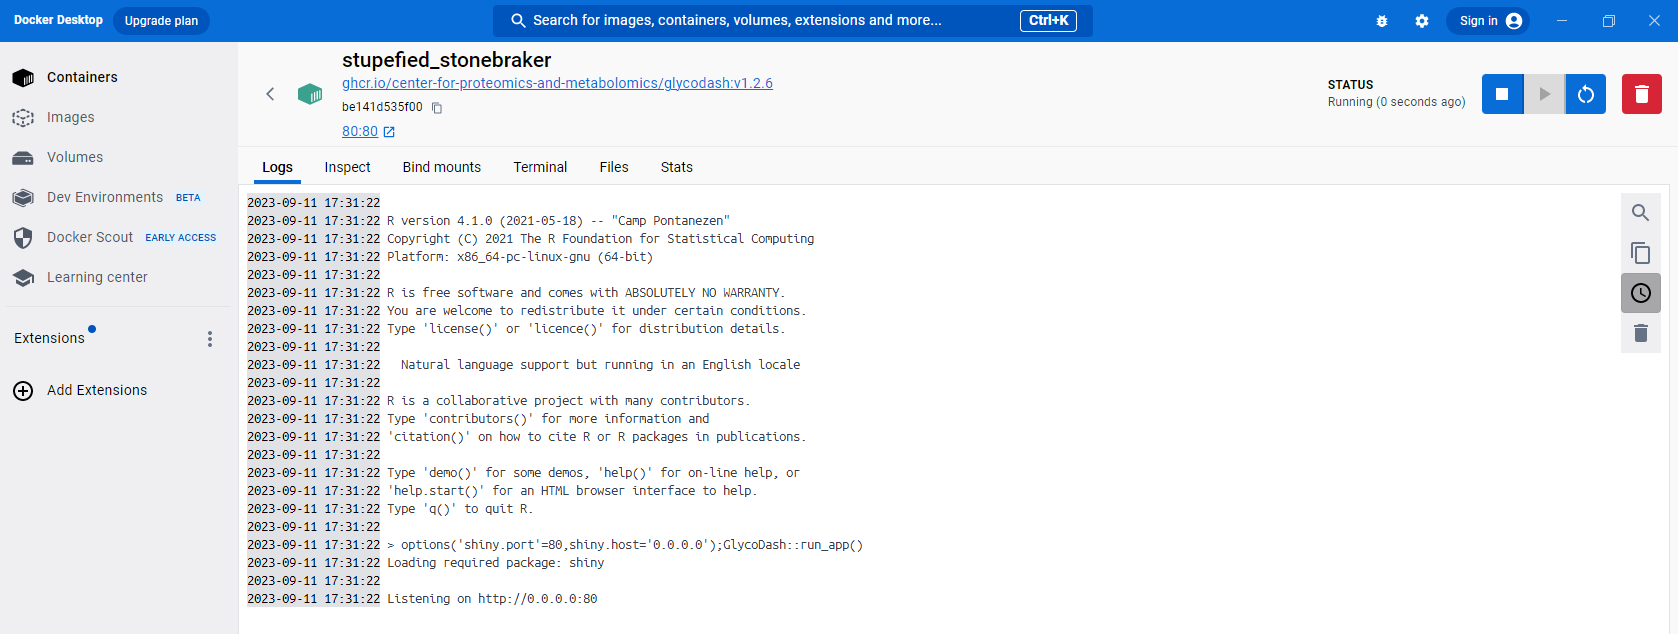 Docker Desktop Upgrade plan Search for images, containers, volumes, extensions and more... Ctrl+K Sign in
Containers
Images
Volumes
Dev Environments BETA
Docker Scout EARLY ACCESS
Learning center
Extensions
Add Extensions
stupefied_stonebraker
ghcr.io/center-for-proteomics-and-metabolomics/glycodash:v1.2.6
be141d535f00
80:80
STATUS
Running (0 seconds ago)
Logs Inspect Bind mounts Terminal Files Stats
2023-09-11 17:31:22
2023-09-11 17:31:22 R version 4.1.0 (2021-05-18) -- "Camp Pontanezen"
2023-09-11 17:31:22 Copyright (C) 2021 The R Foundation for Statistical Computing
2023-09-11 17:31:22 Platform: x86_64-pc-linux-gnu (64-bit)
2023-09-11 17:31:22
2023-09-11 17:31:22 R is free software and comes with ABSOLUTELY NO WARRANTY.
2023-09-11 17:31:22 You are welcome to redistribute it under certain conditions.
2023-09-11 17:31:22 Type 'license()' or 'licence()' for distribution details.
2023-09-11 17:31:22
2023-09-11 17:31:22 Natural language support but running in an English locale
2023-09-11 17:31:22
2023-09-11 17:31:22 R is a collaborative project with many contributors.
2023-09-11 17:31:22 Type 'contributors()' for more information and
2023-09-11 17:31:22 'citation()' on how to cite R or R packages in publications.
2023-09-11 17:31:22
2023-09-11 17:31:22 Type 'demo()' for some demos, 'help()' for on-line help, or
2023-09-11 17:31:22 'help.start()' for an HTML browser interface to help.
2023-09-11 17:31:22 Type 'q()' to quit R.
2023-09-11 17:31:22
2023-09-11 17:31:22 > options('shiny.port'=80,shiny.host='0.0.0.0');GlycoDash::run_app()
2023-09-11 17:31:22 Loading required package: shiny
2023-09-11 17:31:22
2023-09-11 17:31:22 Listening on http://0.0.0.0:80